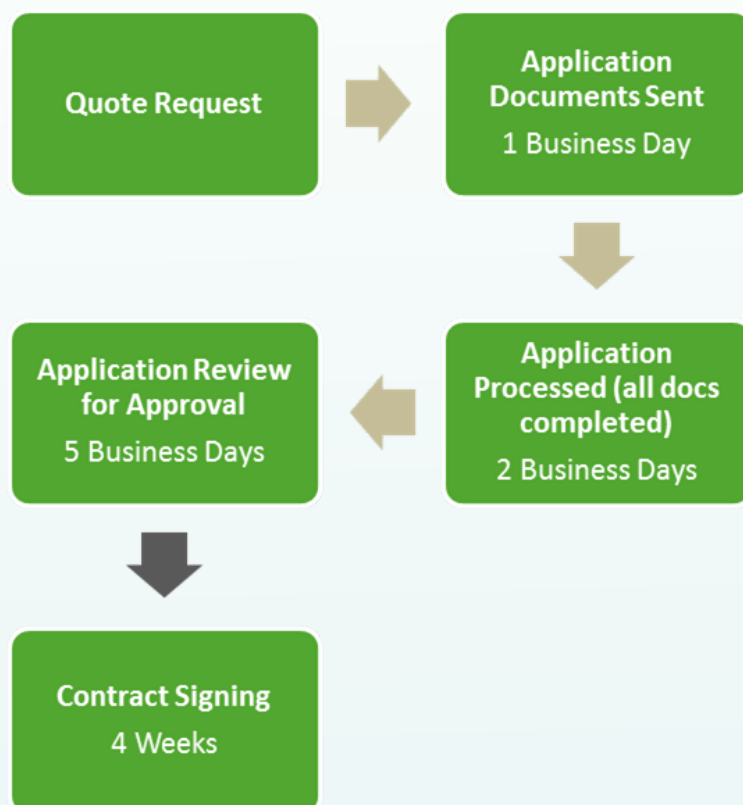 Quote Request
Application
Documents Sent
1 Business Day
Application
Processed (all docs
completed)
2 Business Days
Application Review
for Approval
5 Business Days
Contract Signing
4 Weeks